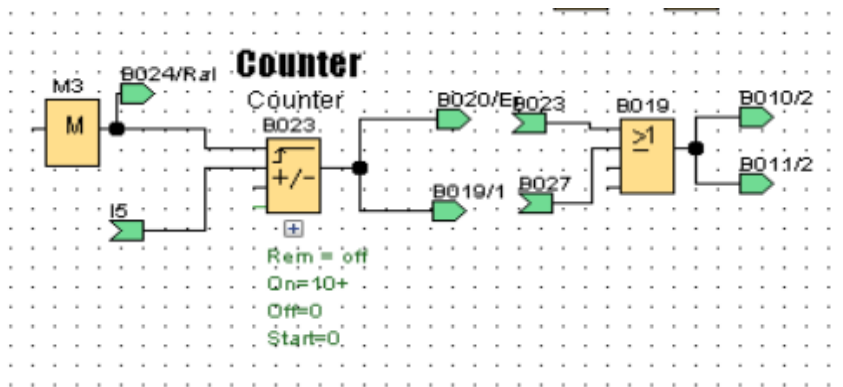 Counter
M3
B024/Ral
Counter
B023
M
+/-
I5
B020/E
B023
B019
B010/2
≥1
B019/1
B027
B011/2
Rem = off
On=10+
Off=0
Start=0